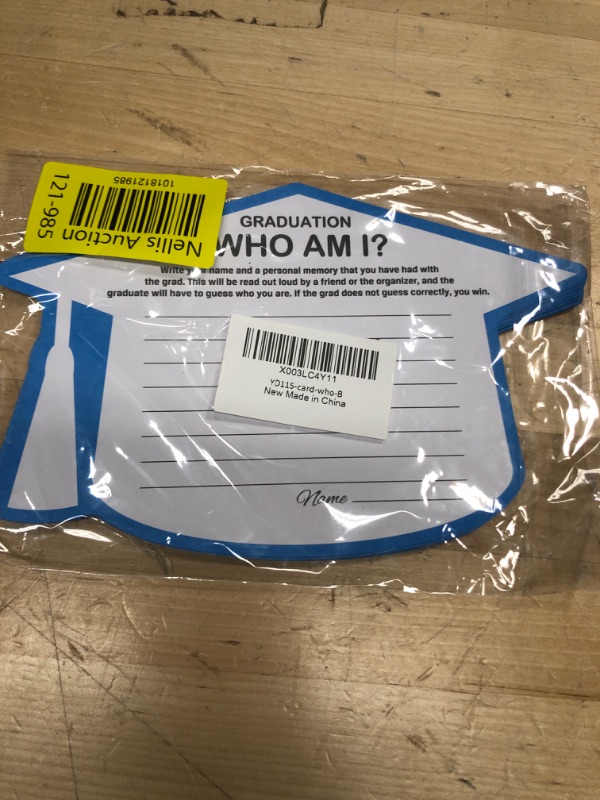 121-985
1018121985
Nellis Auction
GRADUATION
WHO AM I?
Write name and a personal memory that you have had with
the grad. This will be read out loud by a friend or the organizer, and the
graduate will have to guess who you are. If the grad does not guess correctly, you win.
X003LC4Y11
YD115-card-who-B
New Made in China
Name